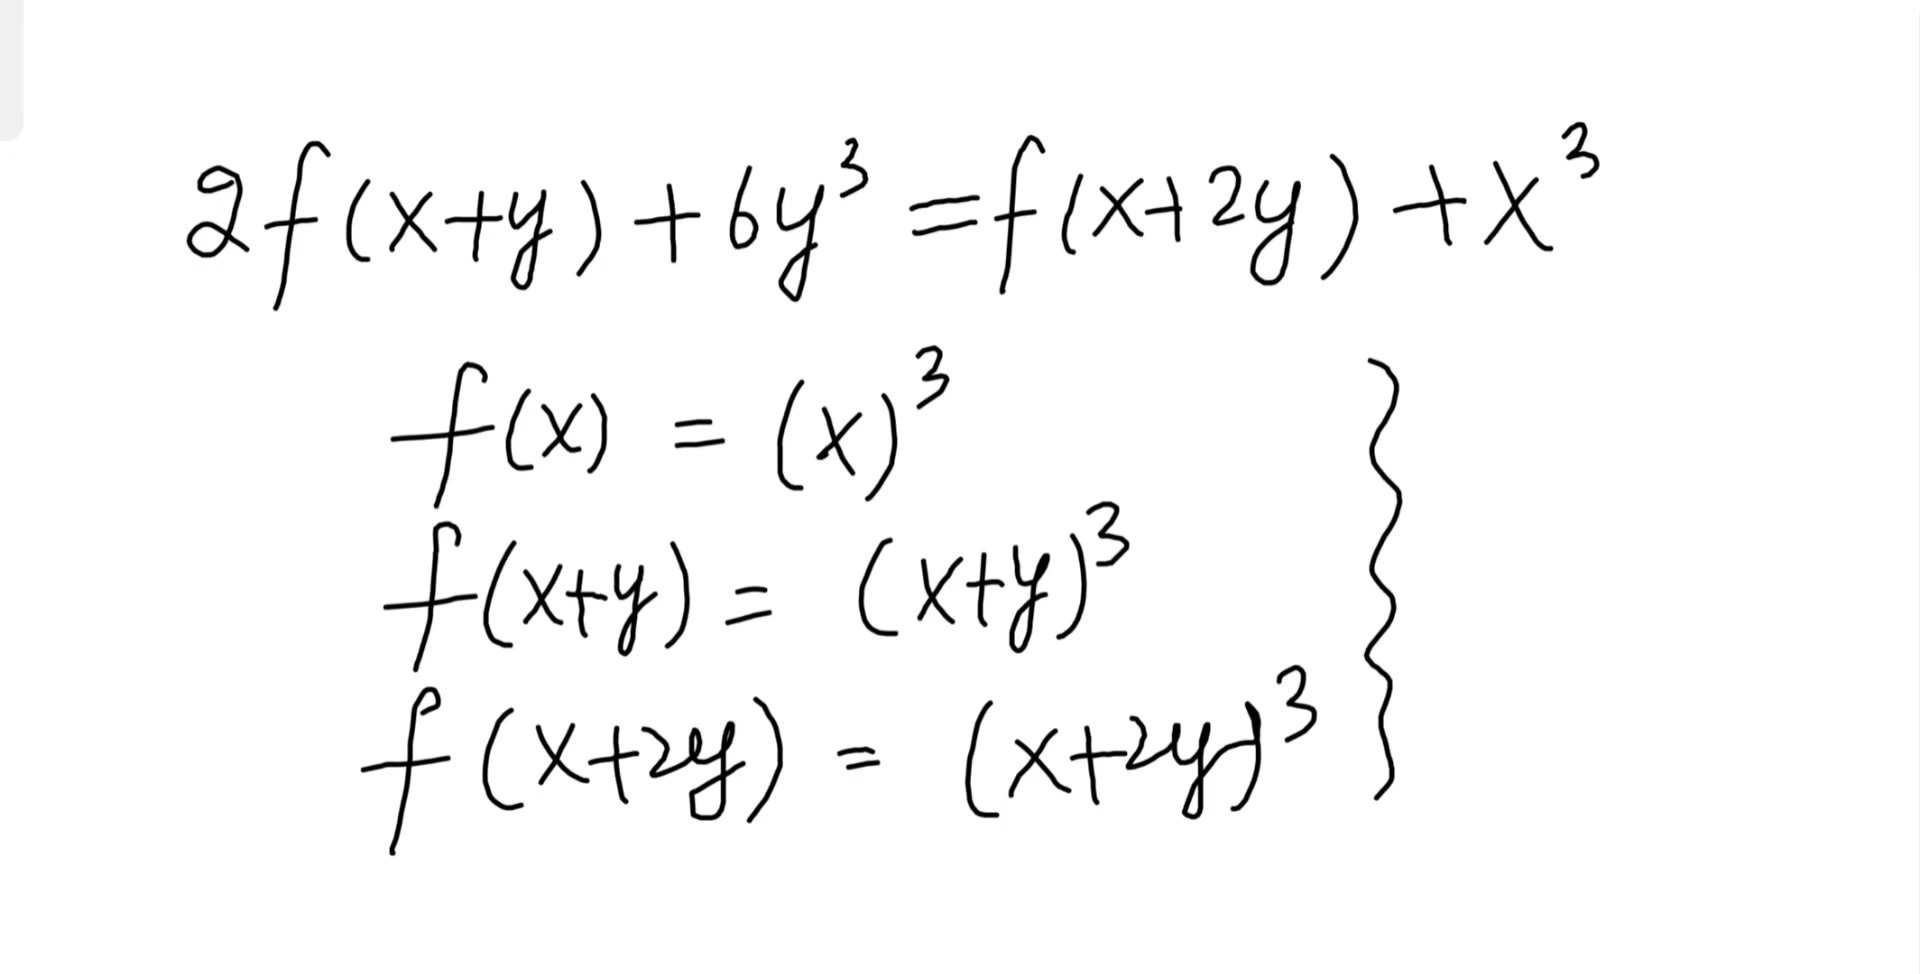 2f(x+y)+6y³=f(x+2y)+x³
f(x) = (x)³
f(x+y) = (x+y)³
f(x+2y) = (x+2y)³